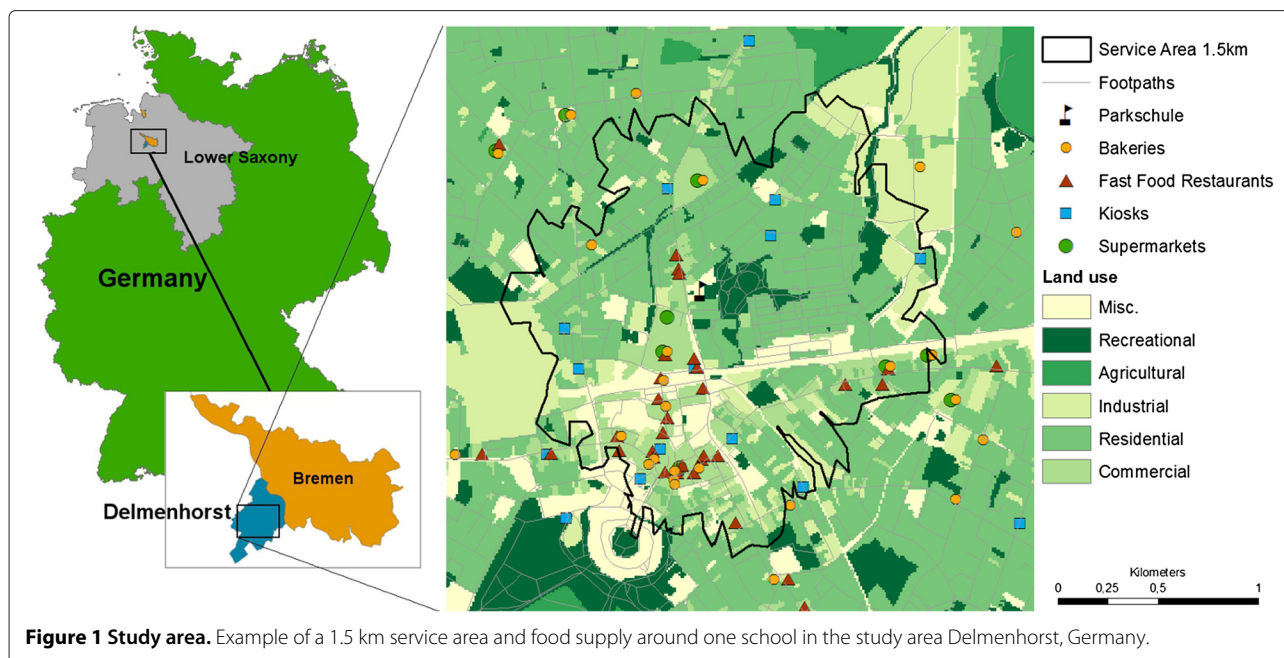 Lower Saxony
Germany
Bremen
Delmenhorst
Service Area 1.5km
Footpaths
Parkschule
Bakeries
Fast Food Restaurants
Kiosks
Supermarkets
Land use
Misc.
Recreational
Agricultural
Industrial
Residential
Commercial
Kilometers
0 0,25 0,5 1
Figure 1 Study area. Example of a 1.5 km service area and food supply around one school in the study area Delmenhorst, Germany.